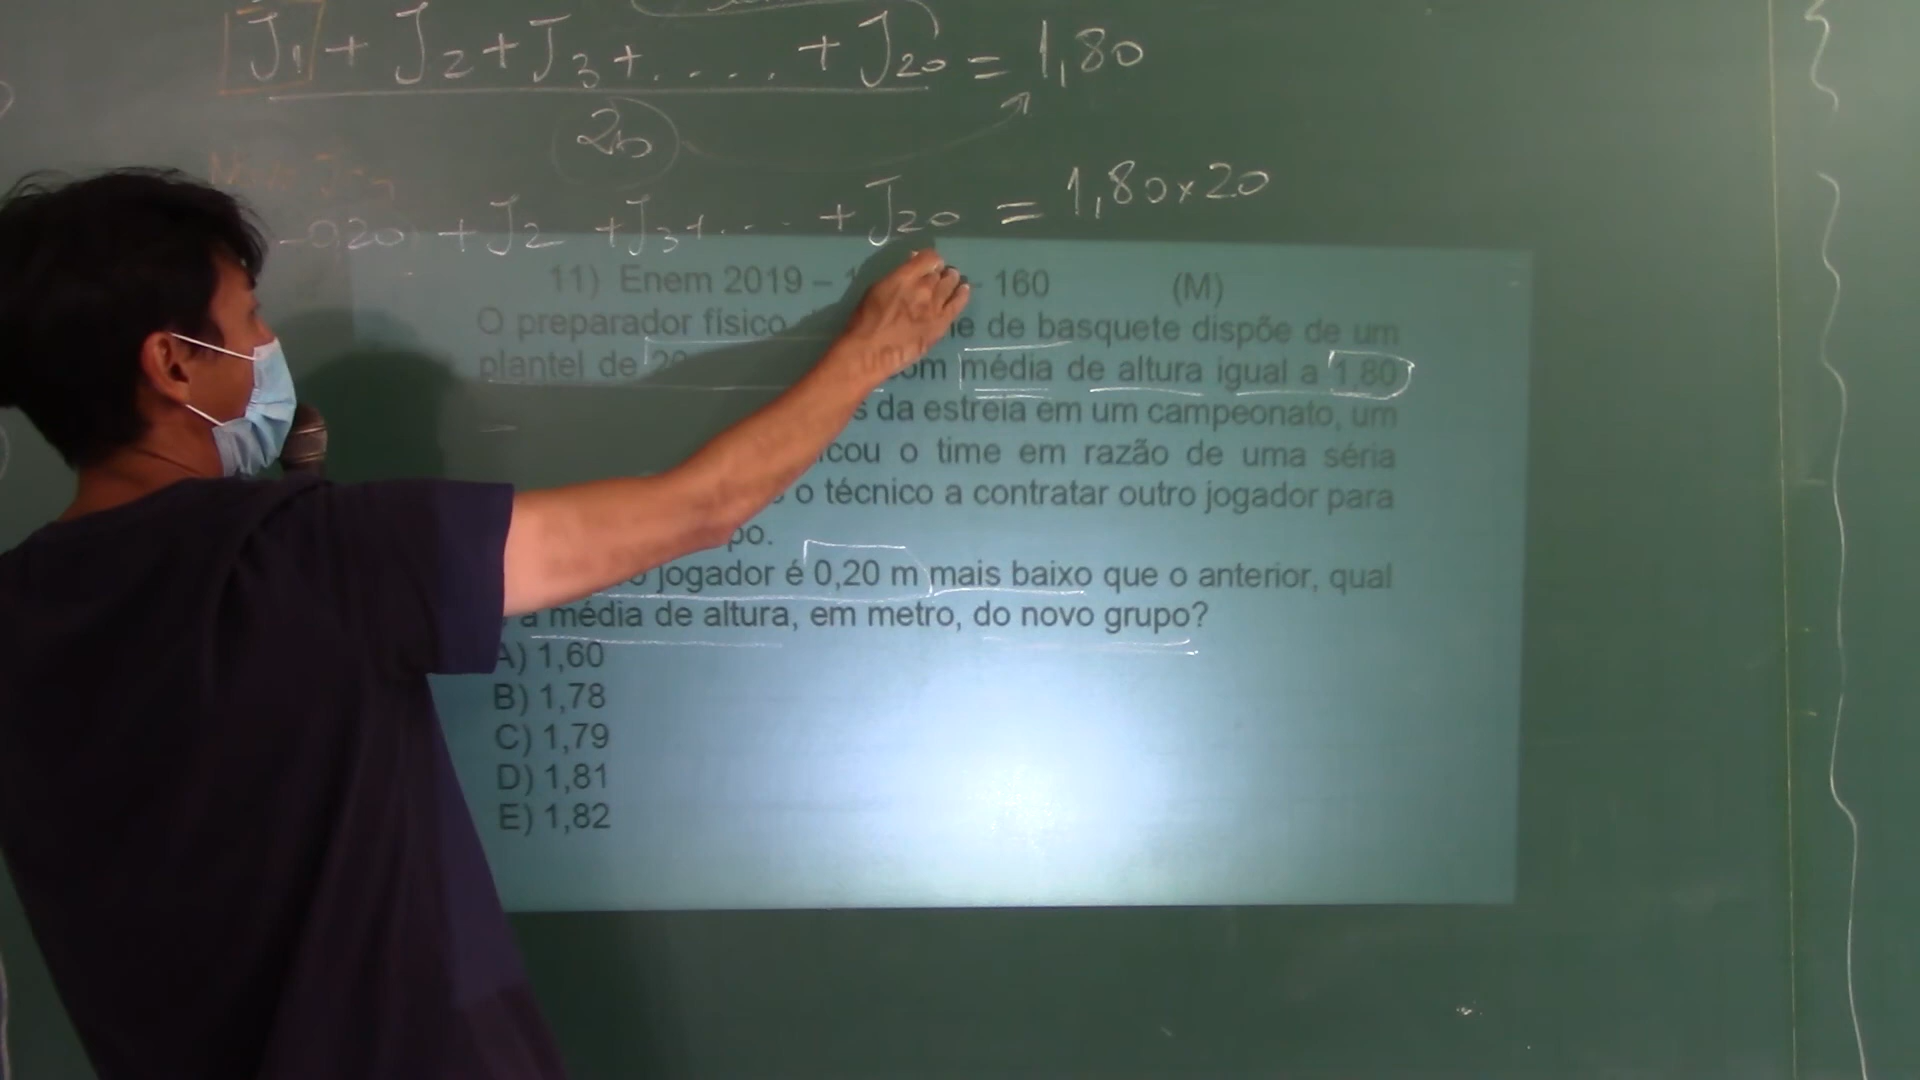 J1 + J2 + J3 + ..... + J20 = 1,80
20
-0,20 + J2 + J3 + ... + J20 = 1,80 x 20
11) Enem 2019 – - 160 (M)
O preparador físico de basquete dispõe de um
plantel de 20 com média de altura igual a 1,80
da estreia em um campeonato, um
o time em razão de uma séria
o técnico a contratar outro jogador para
jogador é 0,20 m mais baixo que o anterior, qual
a média de altura, em metro, do novo grupo?
A) 1,60
B) 1,78
C) 1,79
D) 1,81
E) 1,82